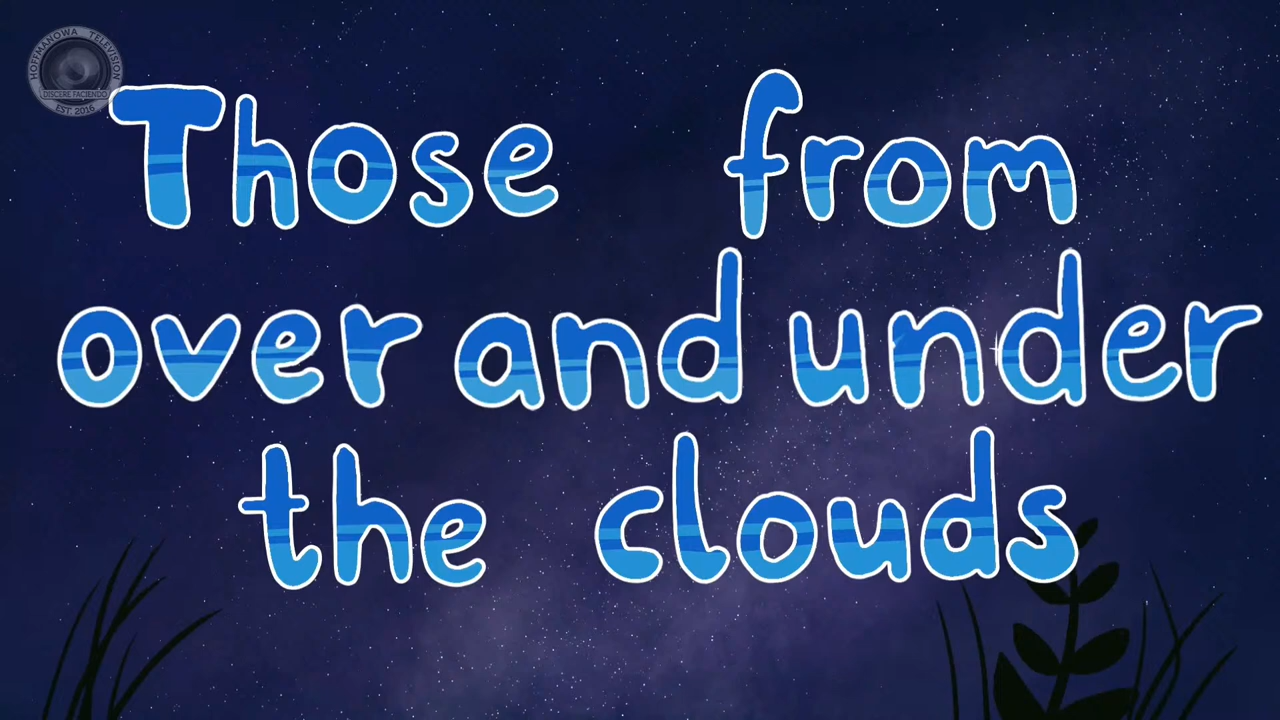 HOFFMANOWA TELEVISION
DISCERE FACIENDO
EST. 2016
Those from
over and under
the clouds